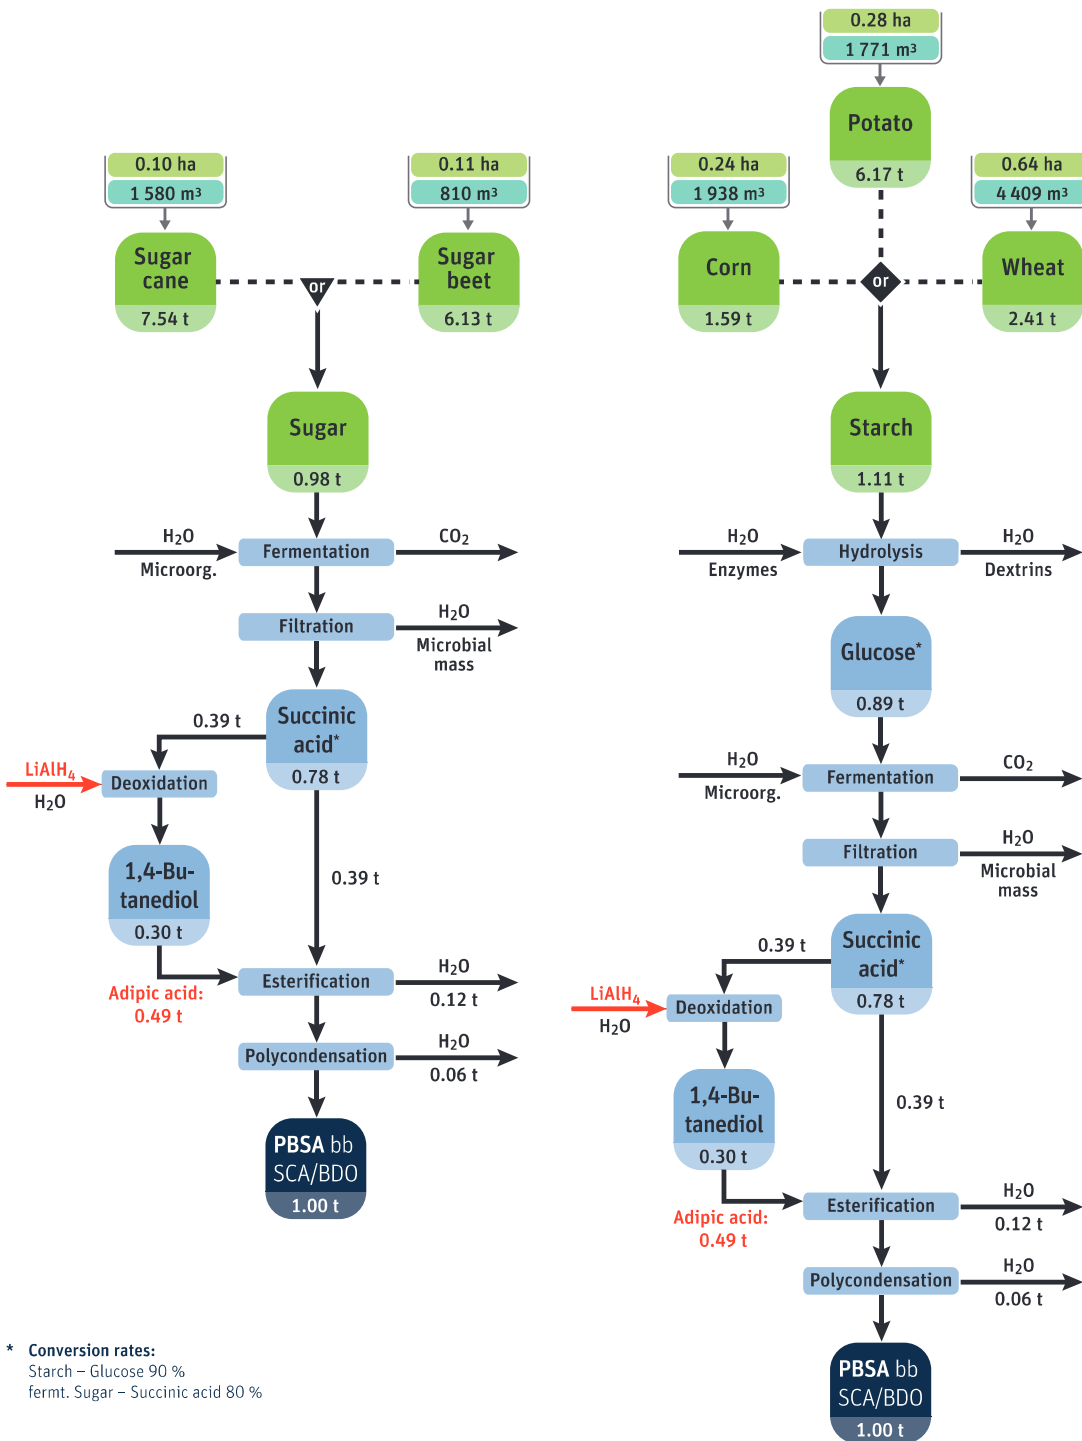 0.10 ha
1 580 m³
Sugar
cane
7.54 t
0.11 ha
810 m³
Sugar
beet
6.13 t
or
Sugar
0.98 t
H₂O
Microorg.
Fermentation
CO₂
Filtration
H₂O
Microbial
mass
Succinic
acid*
0.78 t
0.39 t
LiAlH₄
H₂O
Deoxidation
1,4-Bu-
tanediol
0.30 t
0.39 t
Adipic acid:
0.49 t
Esterification
H₂O
0.12 t
Polycondensation
H₂O
0.06 t
PBSA bb
SCA/BDO
1.00 t
0.28 ha
1 771 m³
Potato
6.17 t
0.24 ha
1 938 m³
Corn
1.59 t
0.64 ha
4 409 m³
Wheat
2.41 t
or
Starch
1.11 t
H₂O
Enzymes
Hydrolysis
H₂O
Dextrins
Glucose*
0.89 t
H₂O
Microorg.
Fermentation
CO₂
Filtration
H₂O
Microbial
mass
Succinic
acid*
0.78 t
0.39 t
LiAlH₄
H₂O
Deoxidation
1,4-Bu-
tanediol
0.30 t
0.39 t
Adipic acid:
0.49 t
Esterification
H₂O
0.12 t
Polycondensation
H₂O
0.06 t
PBSA bb
SCA/BDO
1.00 t
* Conversion rates:
Starch – Glucose 90 %
fermt. Sugar – Succinic acid 80 %